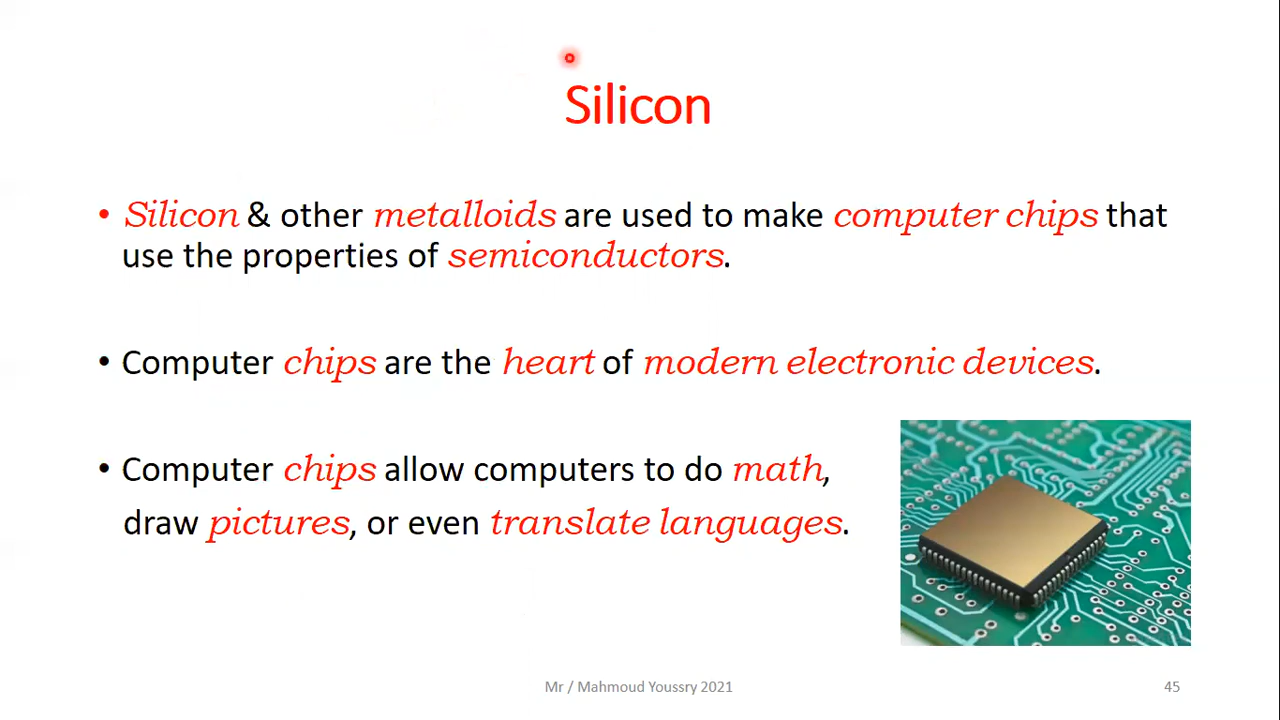 Silicon
• Silicon & other metalloids are used to make computer chips that
use the properties of semiconductors.
• Computer chips are the heart of modern electronic devices.
• Computer chips allow computers to do math,
draw pictures, or even translate languages.
Mr / Mahmoud Youssry 2021
45